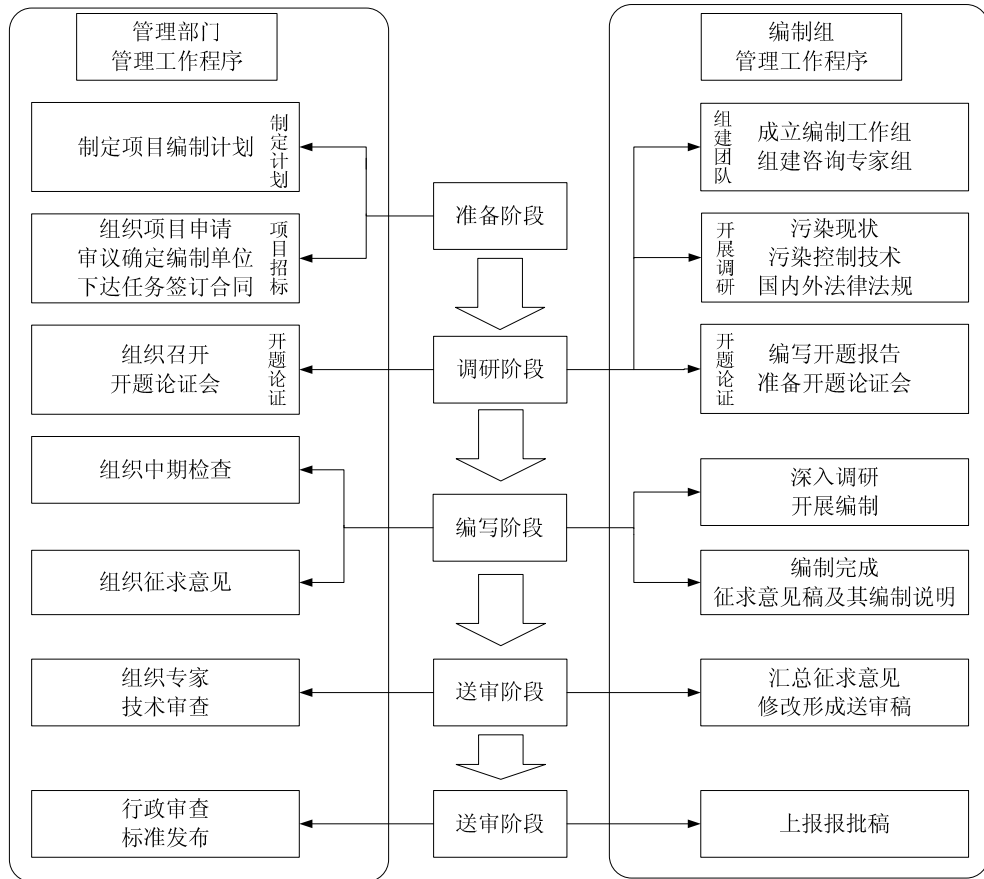 管理部门
管理工作程序
编制组
管理工作程序
制定项目编制计划
制定计划
组建团队
成立编制工作组
组建咨询专家组
准备阶段
组织项目申请
审议确定编制单位
下达任务签订合同
项目招标
开展调研
污染现状
污染控制技术
国内外法律法规
组织召开
开题论证会
开题论证
调研阶段
开题论证
编写开题报告
准备开题论证会
组织中期检查
深入调研
开展编制
编写阶段
组织征求意见
编制完成
征求意见稿及其编制说明
组织专家
技术审查
送审阶段
汇总征求意见
修改形成送审稿
行政审查
标准发布
送审阶段
上报报批稿